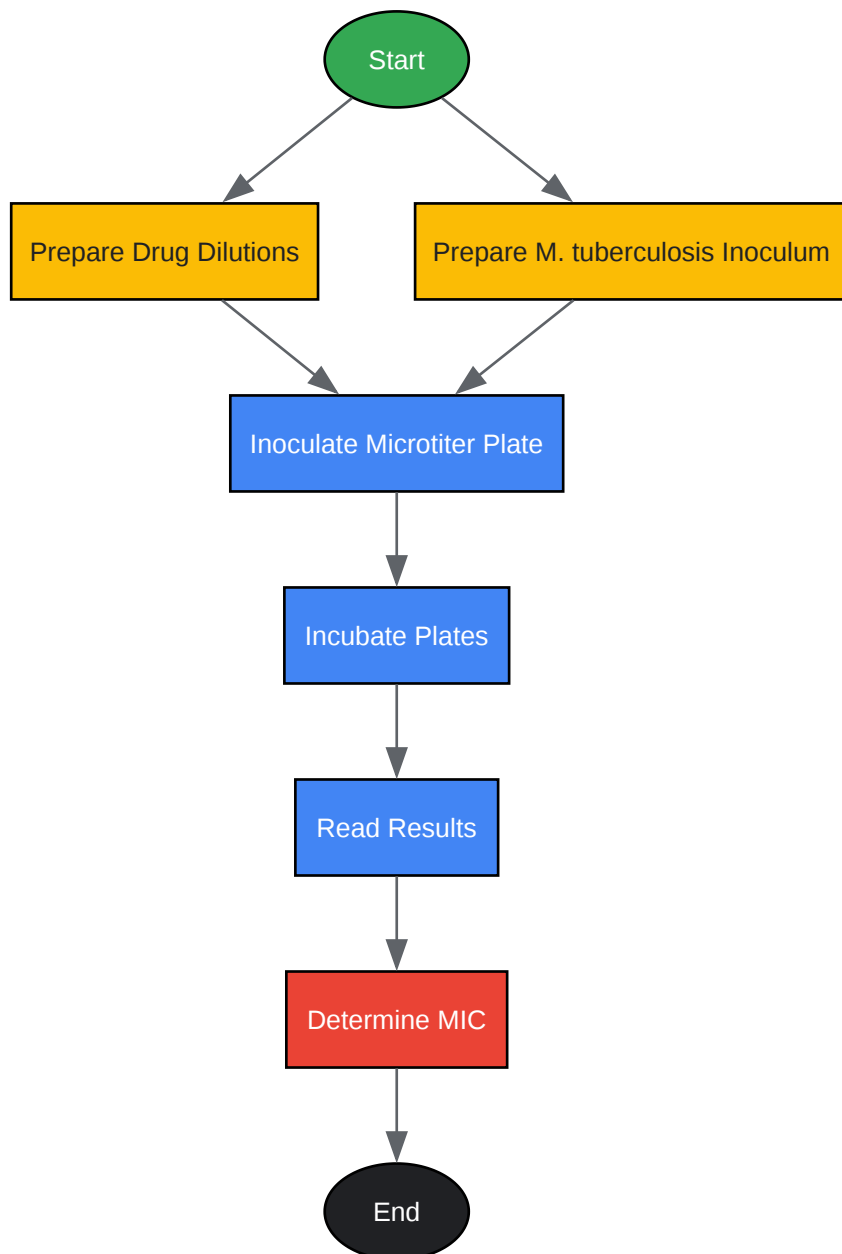 Start
Prepare Drug Dilutions
Prepare M. tuberculosis Inoculum
Inoculate Microtiter Plate
Incubate Plates
Read Results
Determine MIC
End